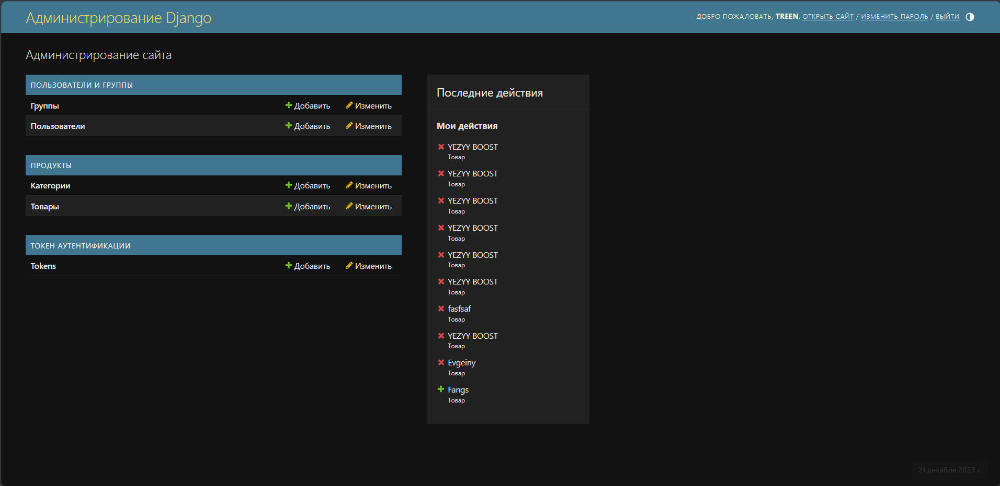 Администрирование Django
ДОБРО ПОЖАЛОВАТЬ, TREEN. ОТКРЫТЬ САЙТ / ИЗМЕНИТЬ ПАРОЛЬ / ВЫЙТИ
Администрирование сайта
ПОЛЬЗОВАТЕЛИ И ГРУППЫ
Группы Добавить Изменить
Пользователи Добавить Изменить
ПРОДУКТЫ
Категории Добавить Изменить
Товары Добавить Изменить
ТОКЕН АУТЕНТИФИКАЦИИ
Tokens Добавить Изменить
Последние действия
Мои действия
YEZYY BOOST
Товар
YEZYY BOOST
Товар
YEZYY BOOST
Товар
YEZYY BOOST
Товар
YEZYY BOOST
Товар
YEZYY BOOST
Товар
fasfsaf
Товар
YEZYY BOOST
Товар
Evgeiny
Товар
Fangs
Товар
21 декабря 2023 г.